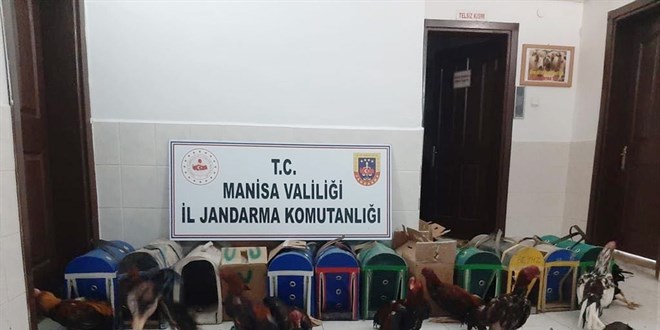 TELSİZ KISMI
T.C.
MANİSA VALİLİĞİ
İL JANDARMA KOMUTANLIĞI